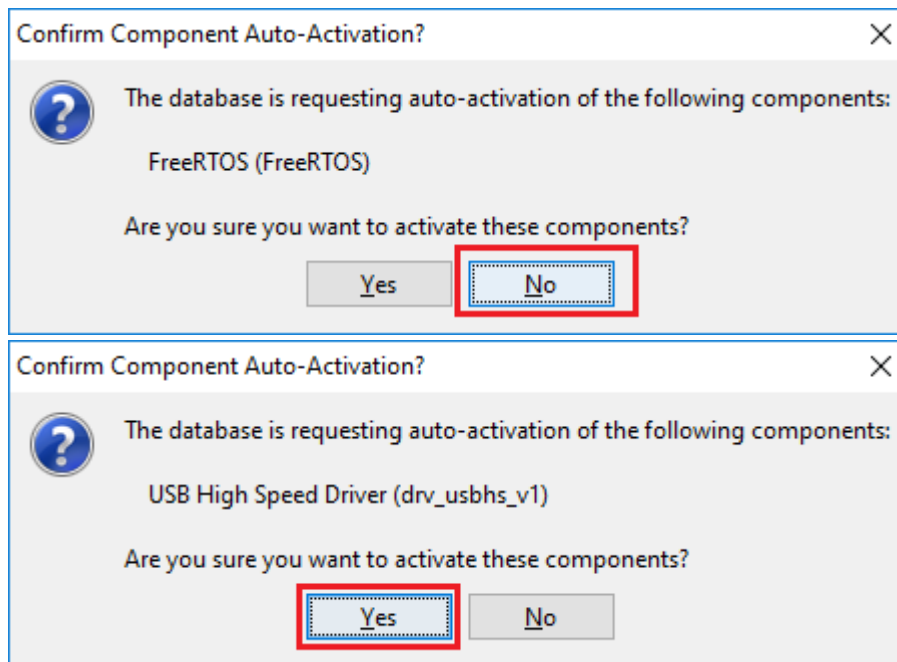 Confirm Component Auto-Activation?
The database is requesting auto-activation of the following components:
FreeRTOS (FreeRTOS)
Are you sure you want to activate these components?
Yes No
Confirm Component Auto-Activation?
The database is requesting auto-activation of the following components:
USB High Speed Driver (drv_usbhs_v1)
Are you sure you want to activate these components?
Yes No